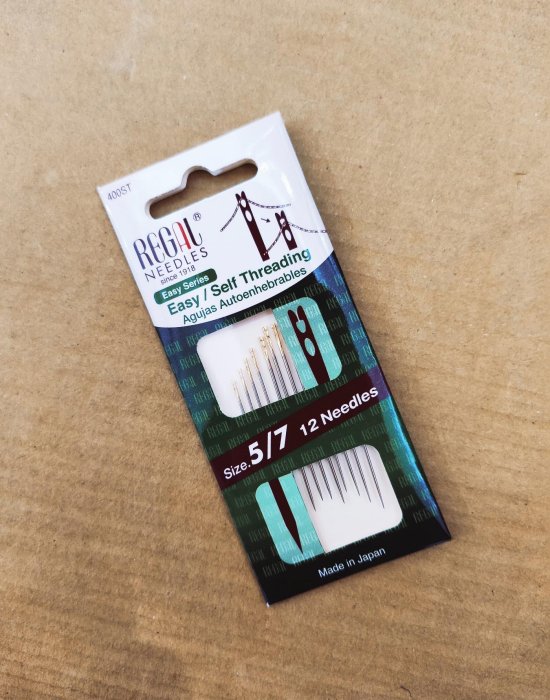 400ST
REGAL®
NEEDLES
since 1918
Easy Series
Easy / Self Threading
Agujas Autoenhebrables
Size. 5/7 12 Needles
Made in Japan